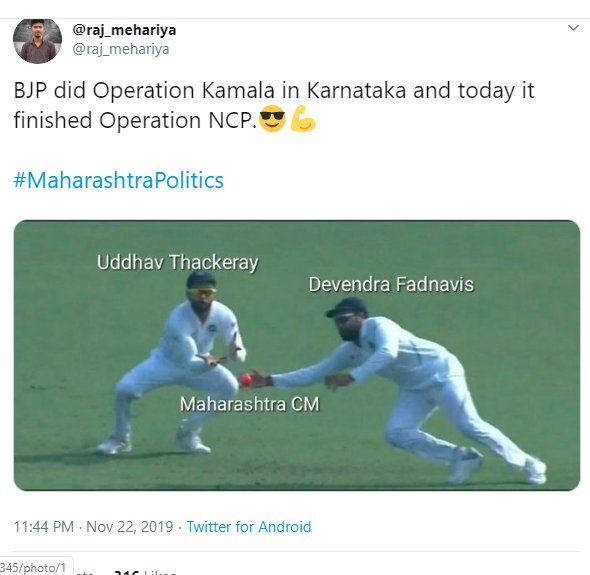 @raj_mehariya
@raj_mehariya
BJP did Operation Kamala in Karnataka and today it
finished Operation NCP.😎💪
#MaharashtraPolitics
Uddhav Thackeray
Devendra Fadnavis
Maharashtra CM
11:44 PM · Nov 22, 2019 · Twitter for Android
345/photo/1